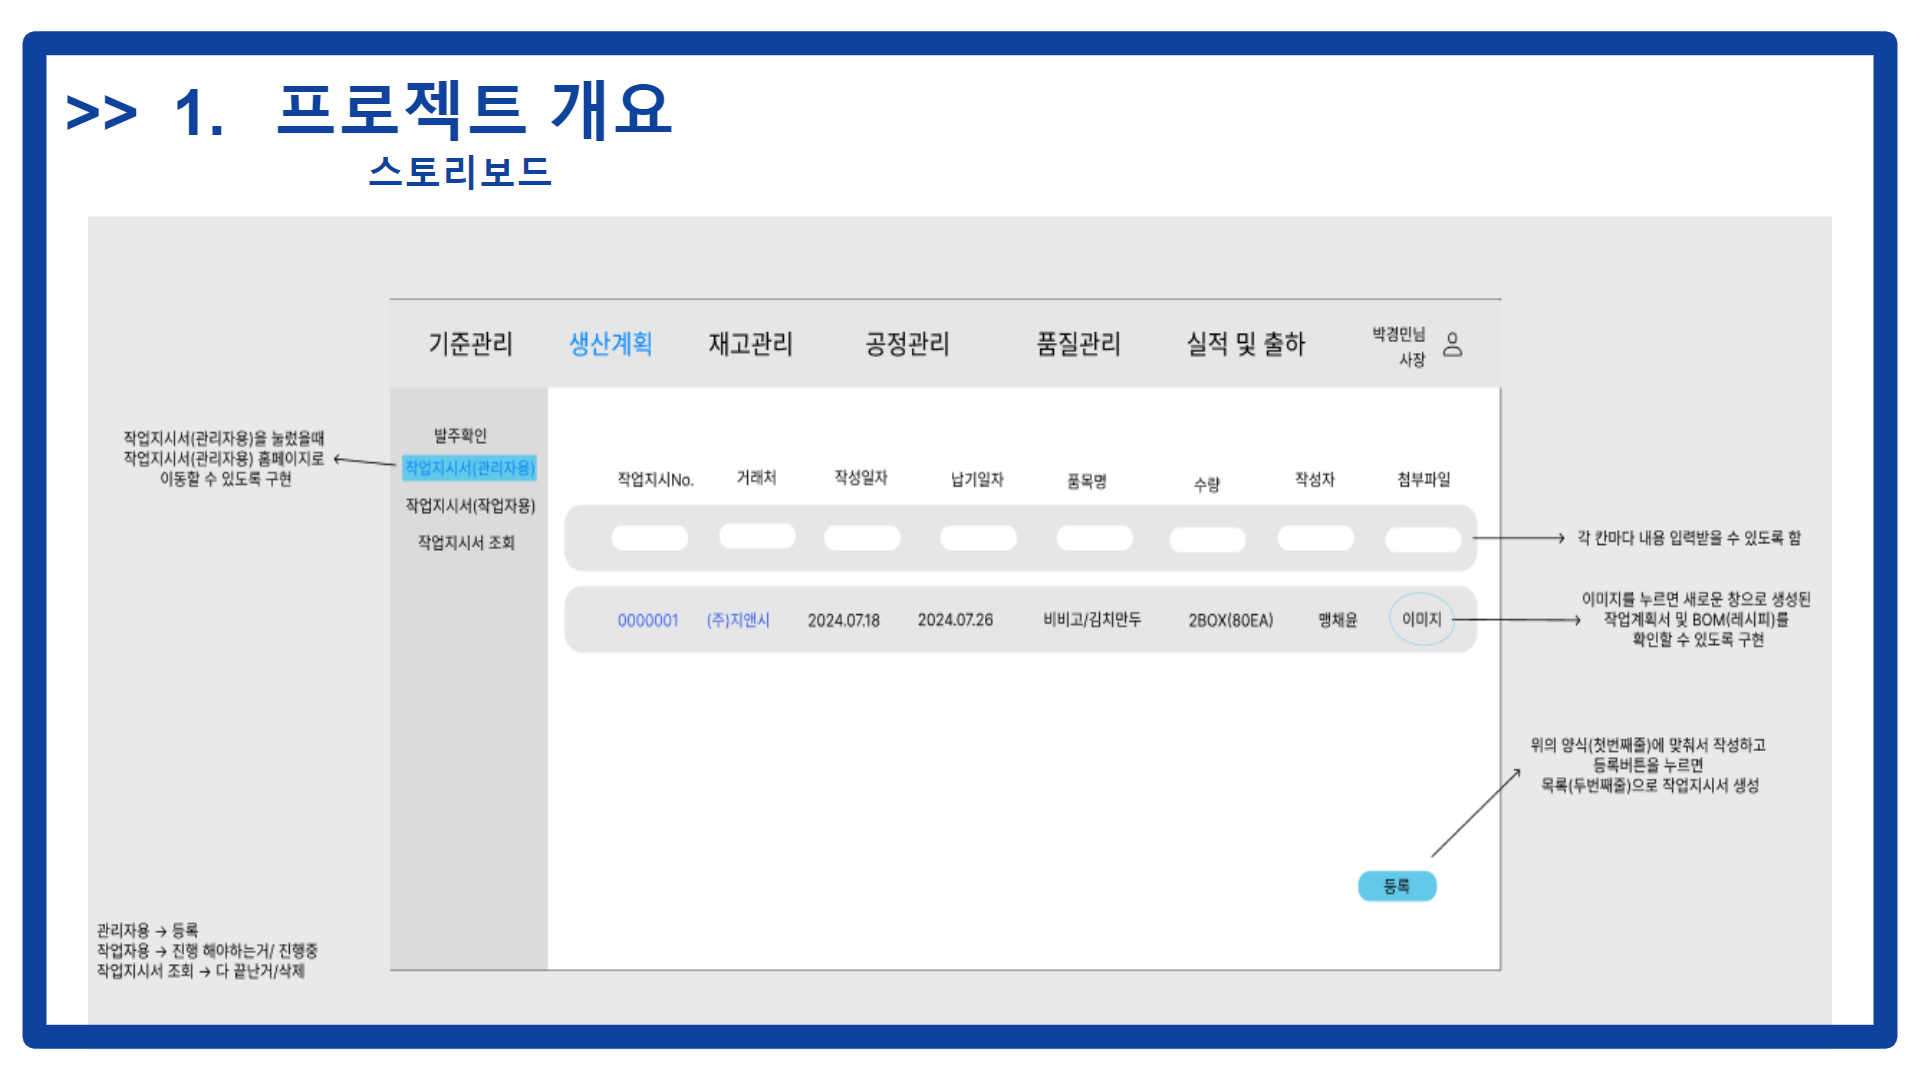 >> 1. 프로젝트 개요
스토리보드
기준관리 생산계획 재고관리 공정관리 품질관리 실적 및 출하 박경민님
사장
작업지시서(관리자용)을 눌렀을때
작업지시서(관리자용) 홈페이지로
이동할 수 있도록 구현
발주확인
작업지시서(관리자용)
작업지시서(작업자용)
작업지시서 조회
작업지시No. 거래처 작성일자 납기일자 품목명 수량 작성자 첨부파일
각 칸마다 내용 입력받을 수 있도록 함
0000001 (주)지앤시 2024.07.18 2024.07.26 비비고/김치만두 2BOX(80EA) 맹채윤 이미지
이미지를 누르면 새로운 창으로 생성된
작업계획서 및 BOM(레시피)를
확인할 수 있도록 구현
위의 양식(첫번째줄)에 맞춰서 작성하고
등록버튼을 누르면
목록(두번째줄)으로 작업지시서 생성
등록
관리자용 → 등록
작업자용 → 진행 해야하는거/ 진행중
작업지시서 조회 → 다 끝난거/삭제